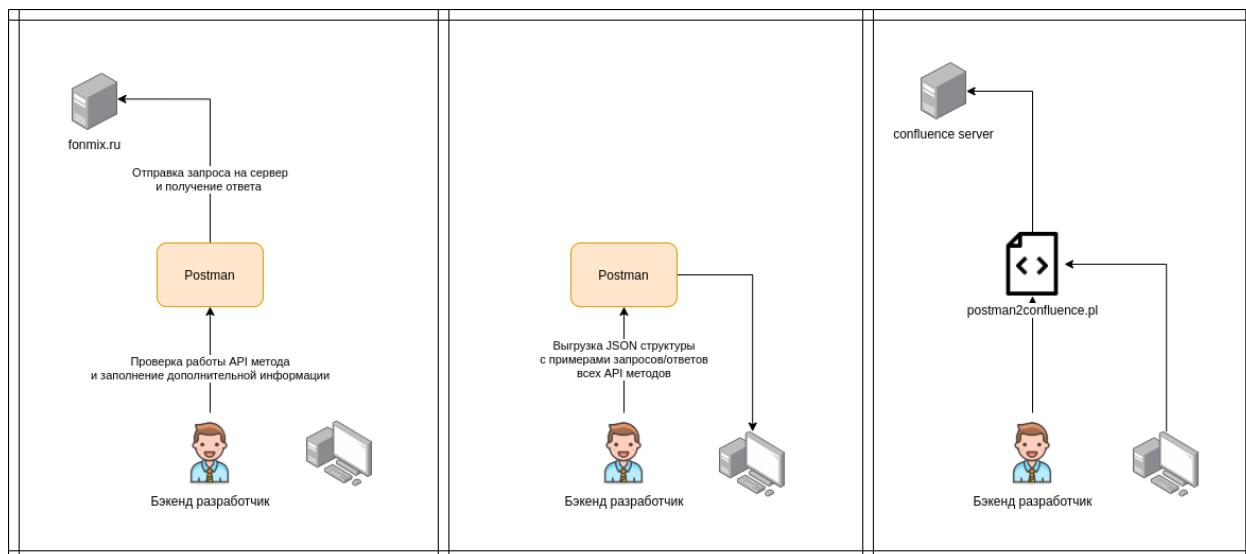 fonmix.ru
Отправка запроса на сервер
и получение ответа
Postman
Проверка работы API метода
и заполнение дополнительной информации
Бэкенд разработчик
Postman
Выгрузка JSON структуры
с примерами запросов/ответов
всех API методов
Бэкенд разработчик
confluence server
postman2confluence.pl
Бэкенд разработчик